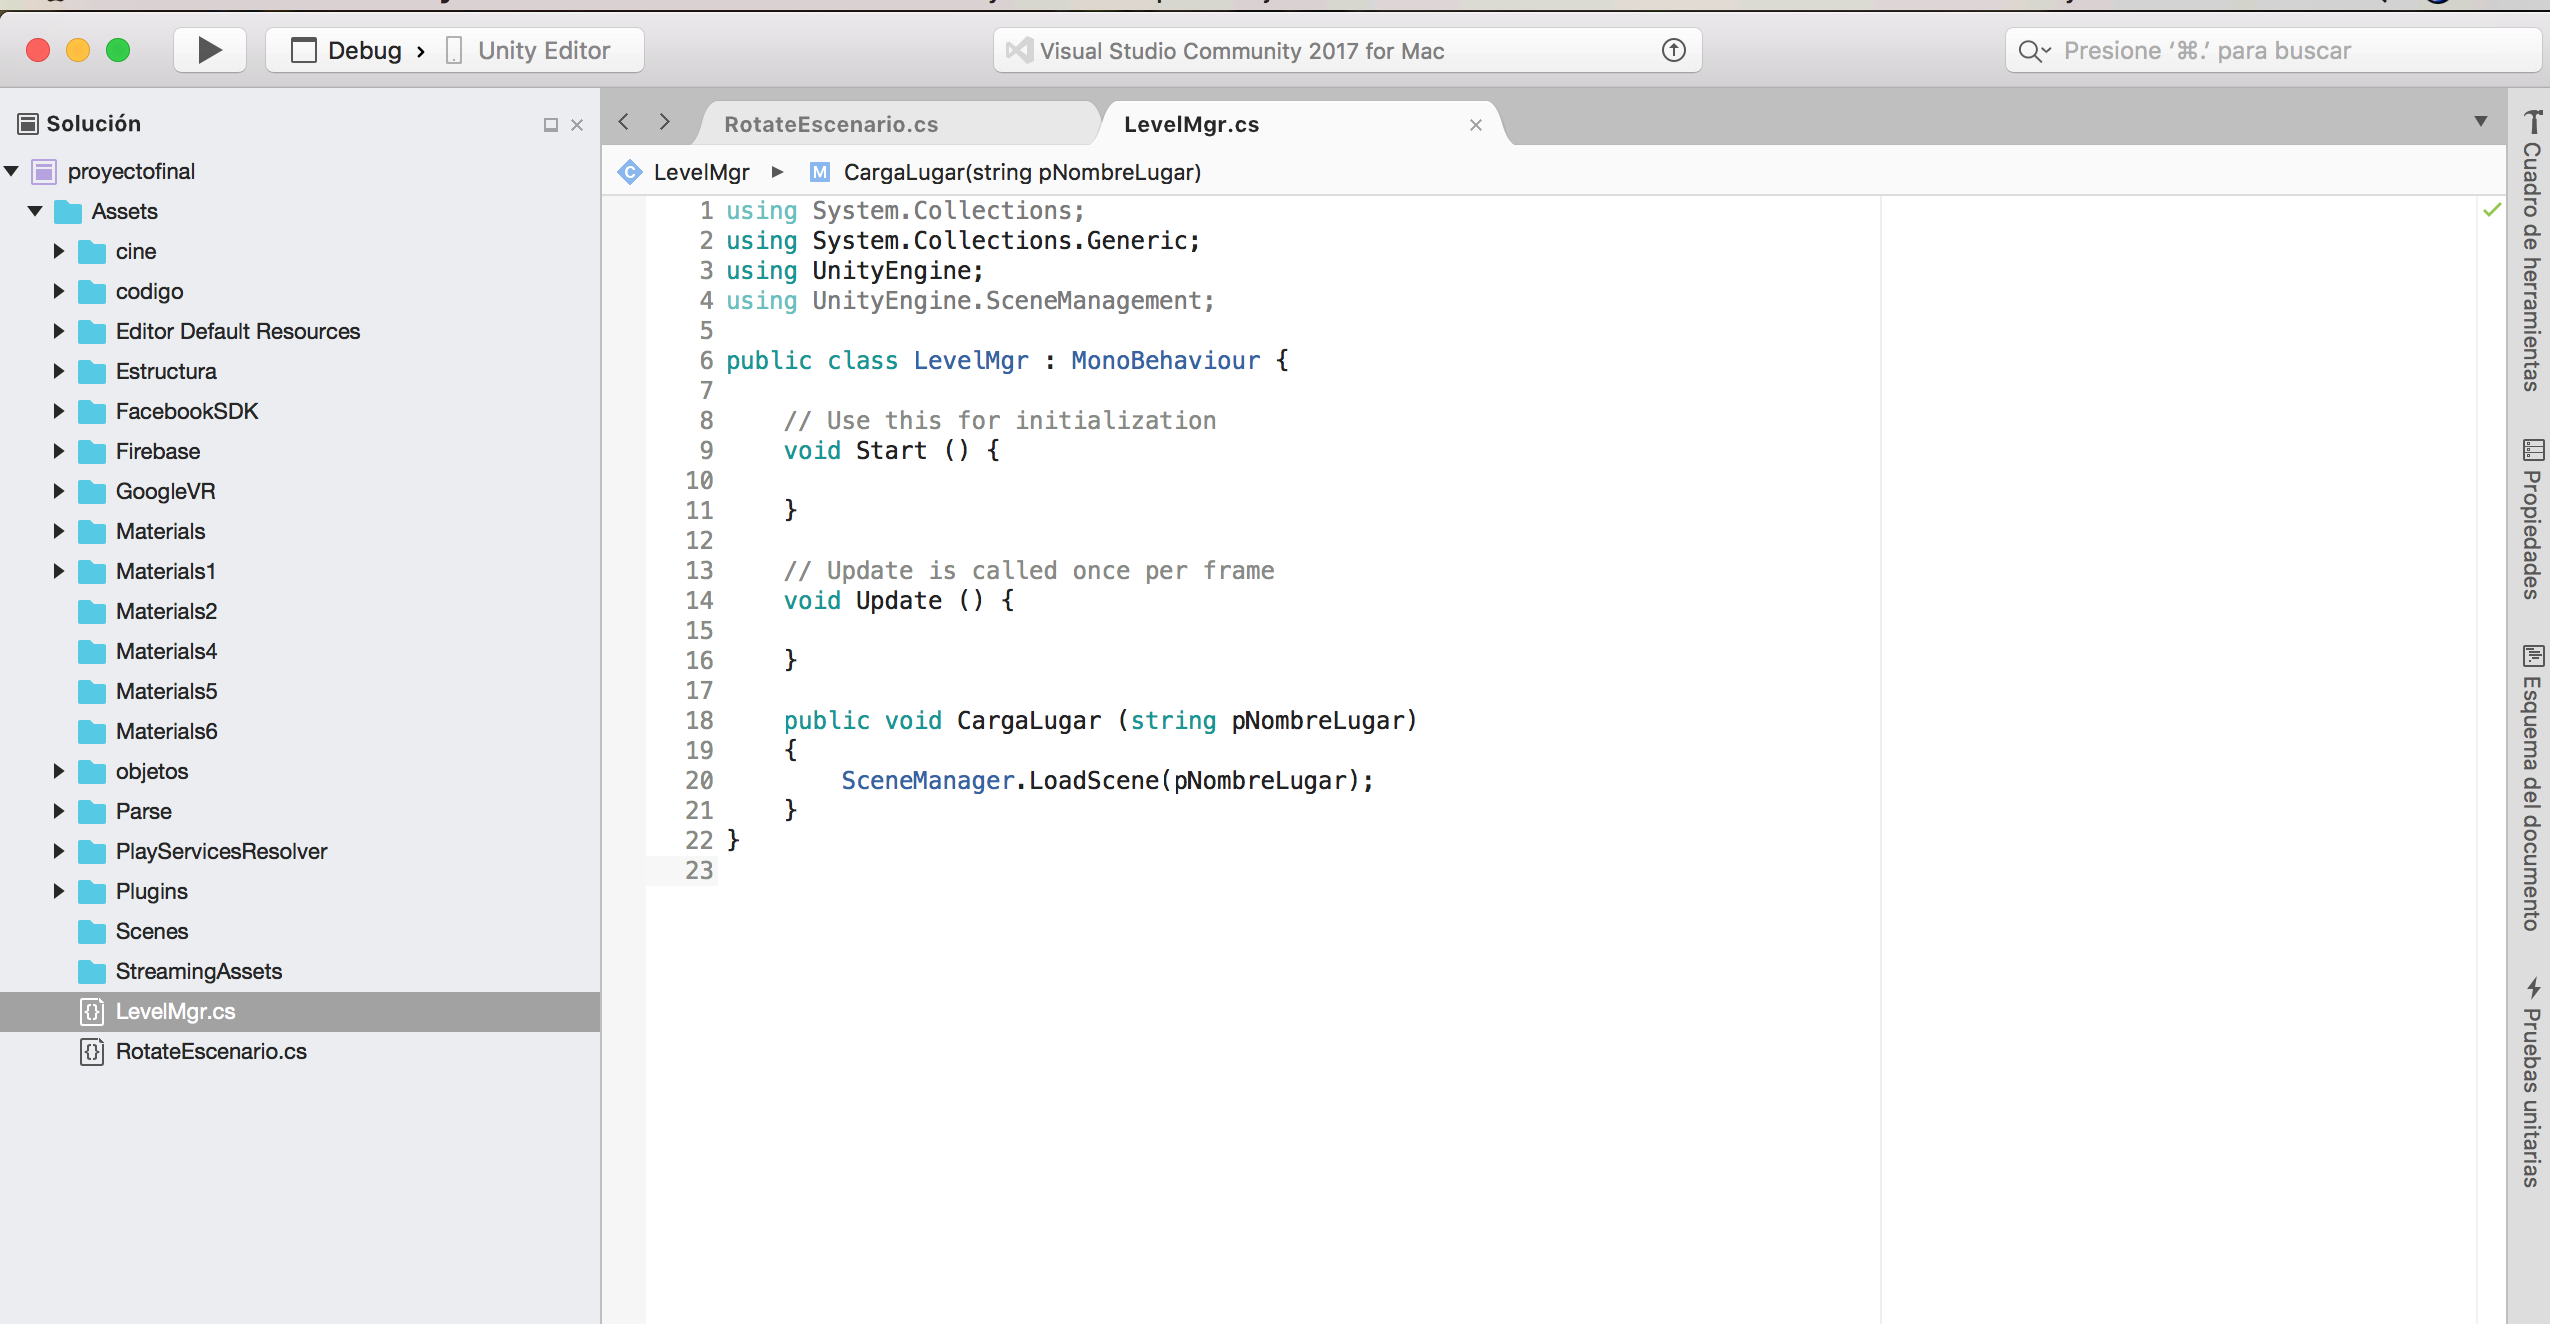 Debug › Unity Editor
Visual Studio Community 2017 for Mac
Presione ‘⌘.’ para buscar
Solución
proyectofinal
Assets
cine
codigo
Editor Default Resources
Estructura
FacebookSDK
Firebase
GoogleVR
Materials
Materials1
Materials2
Materials4
Materials5
Materials6
objetos
Parse
PlayServicesResolver
Plugins
Scenes
StreamingAssets
LevelMgr.cs
RotateEscenario.cs
RotateEscenario.cs
LevelMgr.cs
LevelMgr
M CargaLugar(string pNombreLugar)
1 using System.Collections;
2 using System.Collections.Generic;
3 using UnityEngine;
4 using UnityEngine.SceneManagement;
5
6 public class LevelMgr : MonoBehaviour {
7
8     // Use this for initialization
9     void Start () {
10
11     }
12
13     // Update is called once per frame
14     void Update () {
15
16     }
17
18     public void CargaLugar (string pNombreLugar)
19     {
20         SceneManager.LoadScene(pNombreLugar);
21     }
22 }
23
Cuadro de herramientas
Propiedades
Esquema del documento
Pruebas unitarias